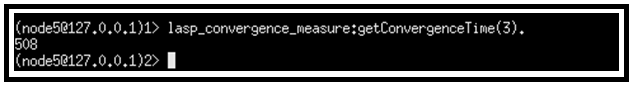 (node5@127.0.0.1)1> lasp_convergence_measure:getConvergenceTime(3).
508
(node5@127.0.0.1)2>